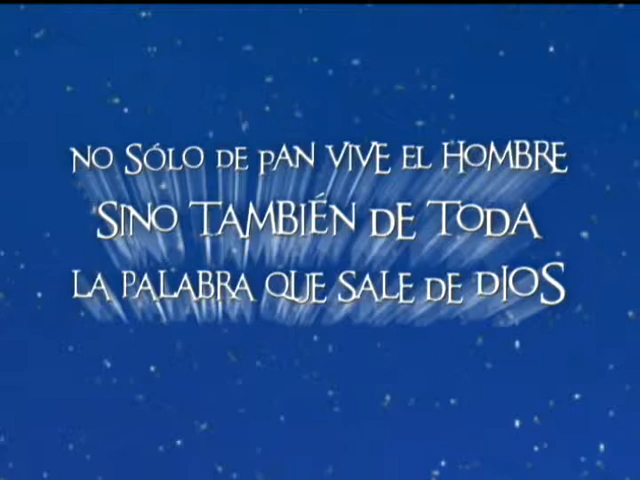 NO SÓLO DE PAN VIVE EL HOMBRE
SINO TAMBIÉN DE TODA
LA PALABRA QUE SALE DE DIOS